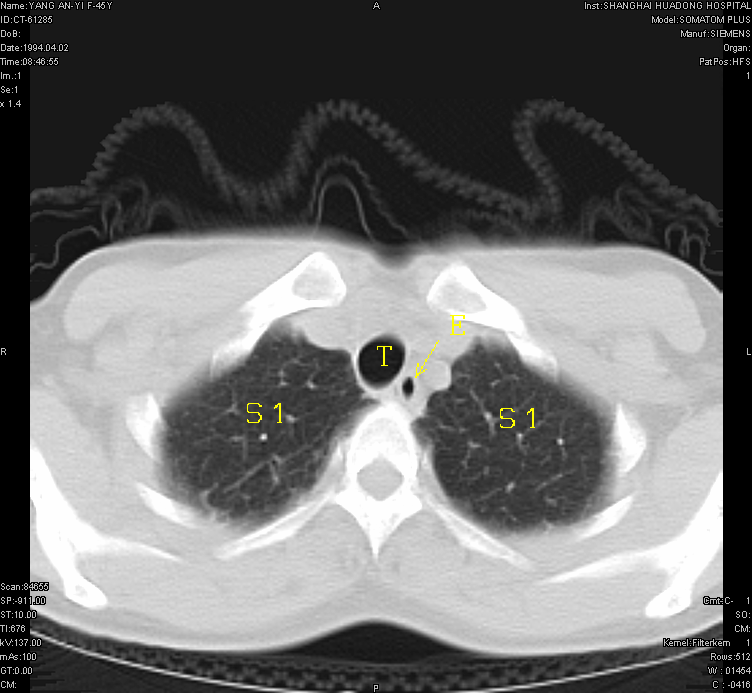 Name:YANG AN-YI F-45Y
ID:CT-61285
DoB:
Date:1994.04.02
Time:08:46:55
Im.:1
Se:1
x 1.4
A
Inst:SHANGHAI HUADONG HOSPITAL
Model:SOMATOM PLUS
Manuf:SIEMENS
Organ:
PatPos:HFS
1
E
T
R
L
S1
S1
Scan:84655
SP:-911.00
ST:10.00
TI:676
kV:137.00
mAs:100
GT:0.00
CM:
P
Cmt:C- 1
SO:
CM:
Kernel:Filterkern 1
Rows:512
W : 01454
C : -0416